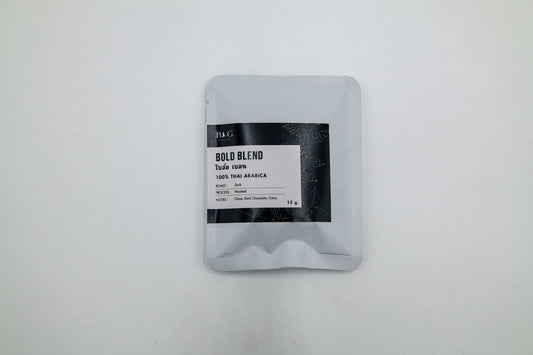 B&G
BOLD BLEND
โบลด์ เบลน
100% THAI ARABICA
ROAST : Dark
PROCESS : Washed
NOTES : Clove, Dark Chocolate, Citrus
15 g.